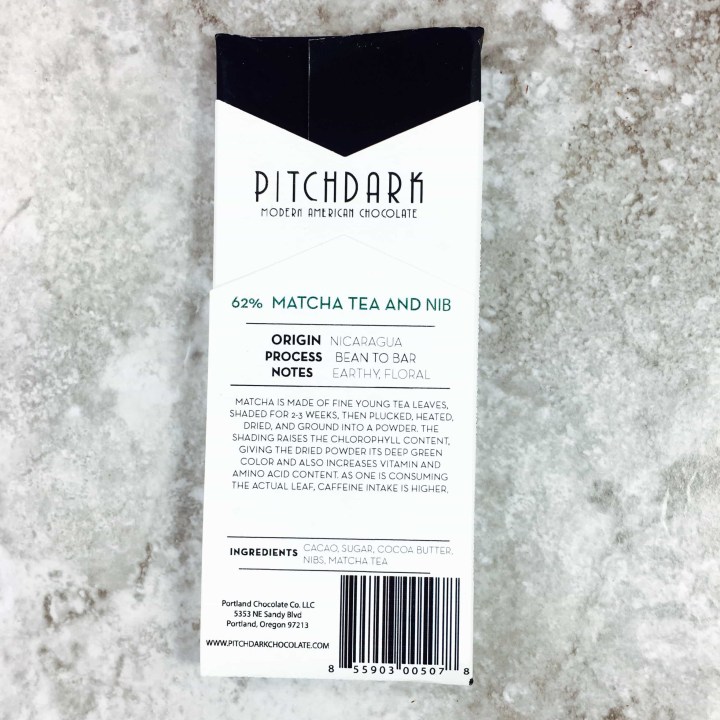 PITCHDARK
MODERN AMERICAN CHOCOLATE
62% MATCHA TEA AND NIB
ORIGIN NICARAGUA
PROCESS BEAN TO BAR
NOTES EARTHY, FLORAL
MATCHA IS MADE OF FINE YOUNG TEA LEAVES,
SHADED FOR 2-3 WEEKS, THEN PLUCKED, HEATED,
DRIED, AND GROUND INTO A POWDER. THE
SHADING RAISES THE CHLOROPHYLL CONTENT,
GIVING THE DRIED POWDER ITS DEEP GREEN
COLOR AND ALSO INCREASES VITAMIN AND
AMINO ACID CONTENT. AS ONE IS CONSUMING
THE ACTUAL LEAF, CAFFEINE INTAKE IS HIGHER.
INGREDIENTS CACAO, SUGAR, COCOA BUTTER,
NIBS, MATCHA TEA
Portland Chocolate Co. LLC
5353 NE Sandy Blvd
Portland, Oregon 97213
WWW.PITCHDARKCHOCOLATE.COM
8 55903 00507 8